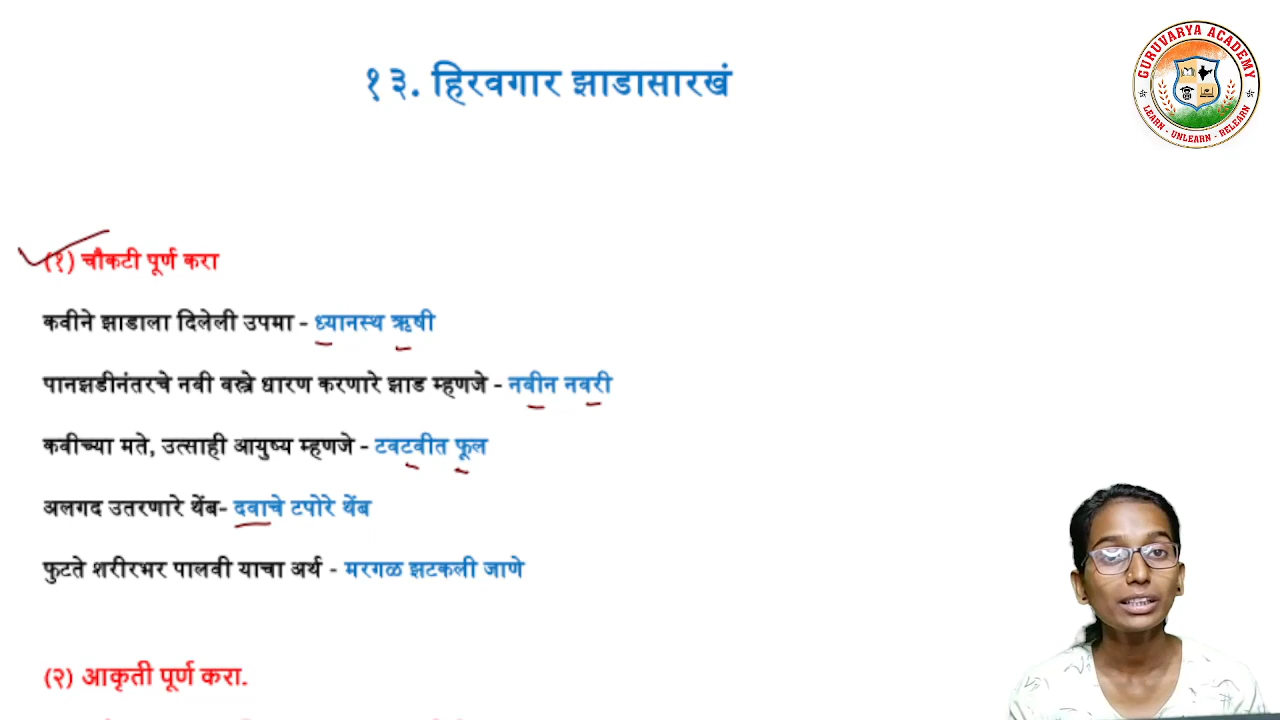 १३. हिरवगार झाडासारखं
GURUVARYA ACADEMY
LEARN - UNLEARN - RELEARN
(१) चौकटी पूर्ण करा
कवीने झाडाला दिलेली उपमा - ध्यानस्थ ऋषी
पानझडीनंतरचे नवी वस्त्रे धारण करणारे झाड म्हणजे - नवीन नवरी
कवीच्या मते, उत्साही आयुष्य म्हणजे - टवटवीत फूल
अलगद उतरणारे थेंब- दवाचे टपोरे थेंब
फुटते शरीरभर पालवी याचा अर्थ - मरगळ झटकली जाणे
(२) आकृती पूर्ण करा.